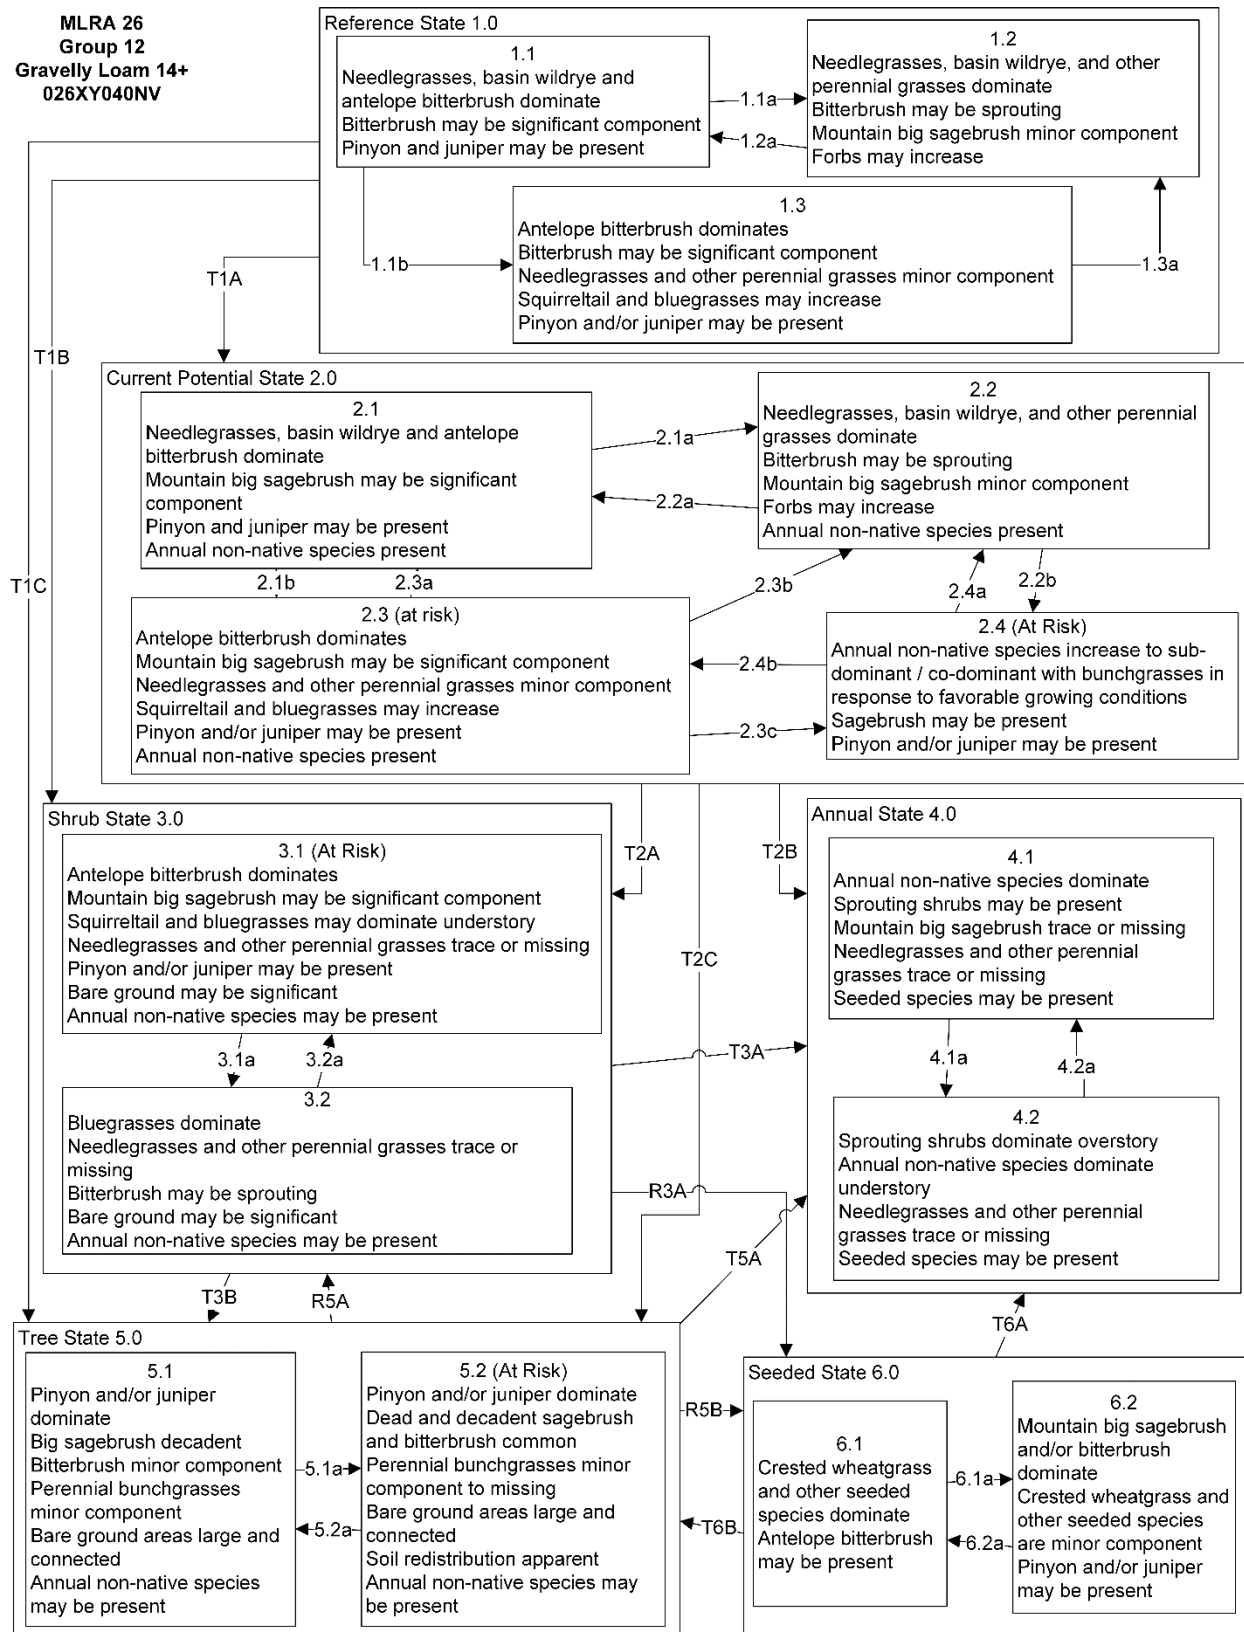 MLRA 26
Group 12
Gravelly Loam 14+
026XY040NV
Reference State 1.0
1.1
Needlegrasses, basin wildrye and
antelope bitterbrush dominate
Bitterbrush may be significant component
Pinyon and juniper may be present
1.1a
1.2a
1.2
Needlegrasses, basin wildrye, and other
perennial grasses dominate
Bitterbrush may be sprouting
Mountain big sagebrush minor component
Forbs may increase
1.1b
1.3
Antelope bitterbrush dominates
Bitterbrush may be significant component
Needlegrasses and other perennial grasses minor component
Squirreltail and bluegrasses may increase
Pinyon and/or juniper may be present
1.3a
T1A
T1B
T1C
Current Potential State 2.0
2.1
Needlegrasses, basin wildrye and antelope
bitterbrush dominate
Mountain big sagebrush may be significant
component
Pinyon and juniper may be present
Annual non-native species present
2.1a
2.2a
2.2
Needlegrasses, basin wildrye, and other perennial
grasses dominate
Bitterbrush may be sprouting
Mountain big sagebrush minor component
Forbs may increase
Annual non-native species present
2.1b
2.3a
2.3b
2.4a
2.2b
2.3 (at risk)
Antelope bitterbrush dominates
Mountain big sagebrush may be significant component
Needlegrasses and other perennial grasses minor component
Squirreltail and bluegrasses may increase
Pinyon and/or juniper may be present
Annual non-native species present
2.4b
2.3c
2.4 (At Risk)
Annual non-native species increase to sub-
dominant / co-dominant with bunchgrasses in
response to favorable growing conditions
Sagebrush may be present
Pinyon and/or juniper may be present
T2A
T2B
T2C
Shrub State 3.0
3.1 (At Risk)
Antelope bitterbrush dominates
Mountain big sagebrush may be significant component
Squirreltail and bluegrasses may dominate understory
Needlegrasses and other perennial grasses trace or missing
Pinyon and/or juniper may be present
Bare ground may be significant
Annual non-native species may be present
3.1a
3.2a
3.2
Bluegrasses dominate
Needlegrasses and other perennial grasses trace or
missing
Bitterbrush may be sprouting
Bare ground may be significant
Annual non-native species may be present
T3A
R3A
Annual State 4.0
4.1
Annual non-native species dominate
Sprouting shrubs may be present
Mountain big sagebrush trace or missing
Needlegrasses and other perennial
grasses trace or missing
Seeded species may be present
4.1a
4.2a
4.2
Sprouting shrubs dominate overstory
Annual non-native species dominate
understory
Needlegrasses and other perennial
grasses trace or missing
Seeded species may be present
T3B
R5A
T5A
T6A
Tree State 5.0
5.1
Pinyon and/or juniper
dominate
Big sagebrush decadent
Bitterbrush minor component
Perennial bunchgrasses
minor component
Bare ground areas large and
connected
Annual non-native species
may be present
5.1a
5.2a
5.2 (At Risk)
Pinyon and/or juniper dominate
Dead and decadent sagebrush
and bitterbrush common
Perennial bunchgrasses minor
component to missing
Bare ground areas large and
connected
Soil redistribution apparent
Annual non-native species may
be present
R5B
T6B
Seeded State 6.0
6.1
Crested wheatgrass
and other seeded
species dominate
Antelope bitterbrush
may be present
6.1a
6.2a
6.2
Mountain big sagebrush
and/or bitterbrush
dominate
Crested wheatgrass and
other seeded species
are minor component
Pinyon and/or juniper
may be present